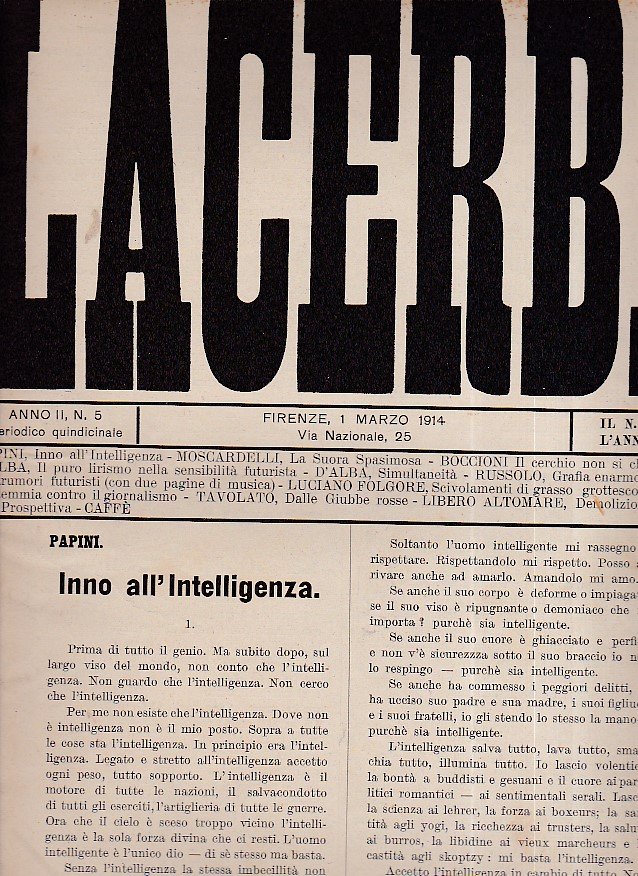 LACERB
ANNO II, N. 5
eriodico quindicinale
FIRENZE, 1 MARZO 1914
Via Nazionale, 25
IL N.
L'ANN
PINI, Inno all'Intelligenza - MOSCARDELLI, La Suora Spasimosa - BOCCIONI Il cerchio non si ch
ALBA, Il puro lirismo nella sensibilità futurista - D'ALBA, Simultaneità - RUSSOLO, Grafia enarmo
rumori futuristi (con due pagine di musica) - LUCIANO FOLGORE, Scivolamenti di grasso grottesco
emmia contro il giornalismo - TAVOLATO, Dalle Giubbe rosse - LIBERO ALTOMARE, Demolizio
Prospettiva - CAFFÈ
PAPINI.
Inno all'Intelligenza.
1.
Prima di tutto il genio. Ma subito dopo, sul
largo viso del mondo, non conto che l'intelli-
genza. Non guardo che l'intelligenza. Non cerco
che l'intelligenza.
Per me non esiste che l'intelligenza. Dove non
è intelligenza non è il mio posto. Sopra a tutte
le cose sta l'intelligenza. In principio era l'intel-
ligenza. Legato e stretto all'intelligenza accetto
ogni peso, tutto sopporto. L'intelligenza è il
motore di tutte le nazioni, il salvacondotto
di tutti gli eserciti, l'artiglieria di tutte le guerre.
Ora che il cielo è sceso troppo vicino l'intelli-
genza è la sola forza divina che ci resti. L'uomo
intelligente è l'unico dio — di sè stesso ma basta.
Senza l'intelligenza la stessa imbecillità non
Soltanto l'uomo intelligente mi rassegno
rispettare. Rispettandolo mi rispetto. Posso
rivare anche ad amarlo. Amandolo mi amo.
Se anche il suo corpo è deforme o impiaga
se il suo viso è ripugnante o demoniaco che
importa? purchè sia intelligente.
Se anche il suo cuore è ghiacciato e perfi
e non v'è sicurezzza sotto il suo braccio io n
lo respingo — purchè sia intelligente.
Se anche ha commesso i peggiori delitti,
ha ucciso suo padre e sua madre, i suoi figliuo
e i suoi fratelli, io gli stendo lo stesso la mano
purchè sia intelligente.
L'intelligenza salva tutto, lava tutto, sma
chia tutto, illumina tutto. Io lascio volentie
la bontà a buddisti e gesuani e il cuore ai par
litici romantici — ai sentimentali serali. Lasc
la scienza ai lehrer, la forza ai boxeurs; la sa
tità agli yogi, la ricchezza ai trusters, la salu
ai burros, la libidine ai vieux marcheurs e
castità agli skoptzy: mi basta l'intelligenza.
Accetto l'intelligenza in cambio di tutto. N